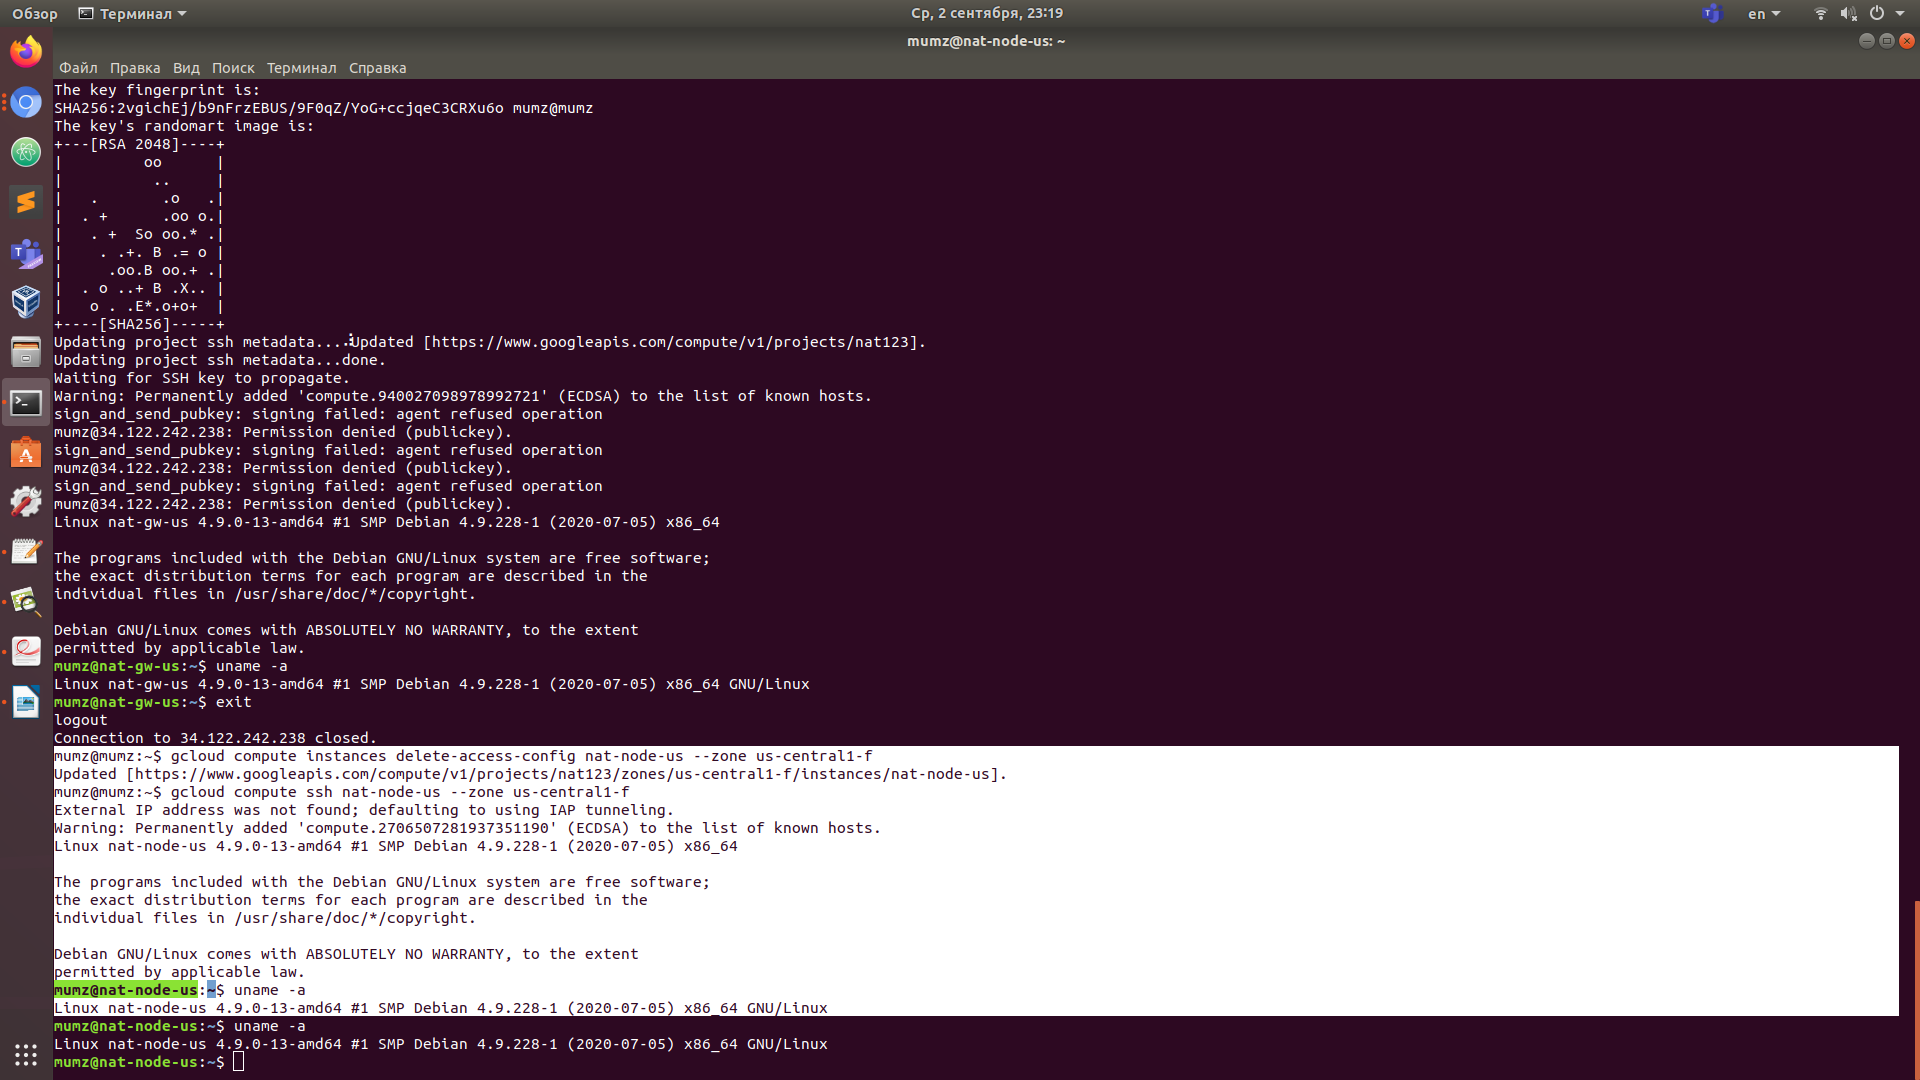 Обзор Терминал Ср, 2 сентября, 23:19 en
mumz@nat-node-us: ~
Файл Правка Вид Поиск Терминал Справка
The key fingerprint is:
SHA256:2vgichEj/b9nFrzEBUS/9F0qZ/YoG+ccjqeC3CRXu6o mumz@mumz
The key's randomart image is:
+---[RSA 2048]----+
|         oo      |
|          ..     |
|   .       .o   .|
|  . +      .oo o.|
|   . +  So oo.* .|
|    . .+. B .= o |
|     .oo.B oo.+ .|
|  . o ..+ B .X.. |
|   o . .E*.o+o+  |
+----[SHA256]-----+
Updating project ssh metadata...⠼Updated [https://www.googleapis.com/compute/v1/projects/nat123].
Updating project ssh metadata...done.
Waiting for SSH key to propagate.
Warning: Permanently added 'compute.940027098978992721' (ECDSA) to the list of known hosts.
sign_and_send_pubkey: signing failed: agent refused operation
mumz@34.122.242.238: Permission denied (publickey).
sign_and_send_pubkey: signing failed: agent refused operation
mumz@34.122.242.238: Permission denied (publickey).
sign_and_send_pubkey: signing failed: agent refused operation
mumz@34.122.242.238: Permission denied (publickey).
Linux nat-gw-us 4.9.0-13-amd64 #1 SMP Debian 4.9.228-1 (2020-07-05) x86_64

The programs included with the Debian GNU/Linux system are free software;
the exact distribution terms for each program are described in the
individual files in /usr/share/doc/*/copyright.

Debian GNU/Linux comes with ABSOLUTELY NO WARRANTY, to the extent
permitted by applicable law.
mumz@nat-gw-us:~$ uname -a
Linux nat-gw-us 4.9.0-13-amd64 #1 SMP Debian 4.9.228-1 (2020-07-05) x86_64 GNU/Linux
mumz@nat-gw-us:~$ exit
logout
Connection to 34.122.242.238 closed.
mumz@mumz:~$ gcloud compute instances delete-access-config nat-node-us --zone us-central1-f
Updated [https://www.googleapis.com/compute/v1/projects/nat123/zones/us-central1-f/instances/nat-node-us].
mumz@mumz:~$ gcloud compute ssh nat-node-us --zone us-central1-f
External IP address was not found; defaulting to using IAP tunneling.
Warning: Permanently added 'compute.2706507281937351190' (ECDSA) to the list of known hosts.
Linux nat-node-us 4.9.0-13-amd64 #1 SMP Debian 4.9.228-1 (2020-07-05) x86_64

The programs included with the Debian GNU/Linux system are free software;
the exact distribution terms for each program are described in the
individual files in /usr/share/doc/*/copyright.

Debian GNU/Linux comes with ABSOLUTELY NO WARRANTY, to the extent
permitted by applicable law.
mumz@nat-node-us:~$ uname -a
Linux nat-node-us 4.9.0-13-amd64 #1 SMP Debian 4.9.228-1 (2020-07-05) x86_64 GNU/Linux
mumz@nat-node-us:~$ uname -a
Linux nat-node-us 4.9.0-13-amd64 #1 SMP Debian 4.9.228-1 (2020-07-05) x86_64 GNU/Linux
mumz@nat-node-us:~$